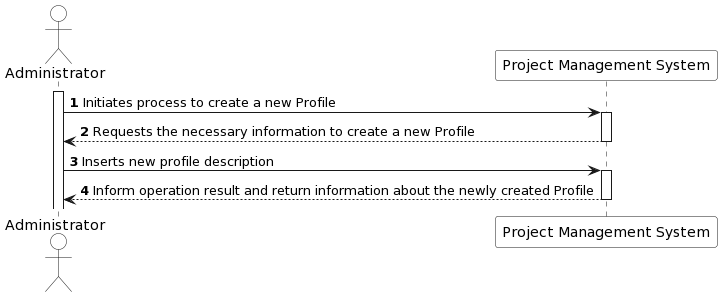 Administrator
Project Management System
1 Initiates process to create a new Profile
2 Requests the necessary information to create a new Profile
3 Inserts new profile description
4 Inform operation result and return information about the newly created Profile
Administrator
Project Management System